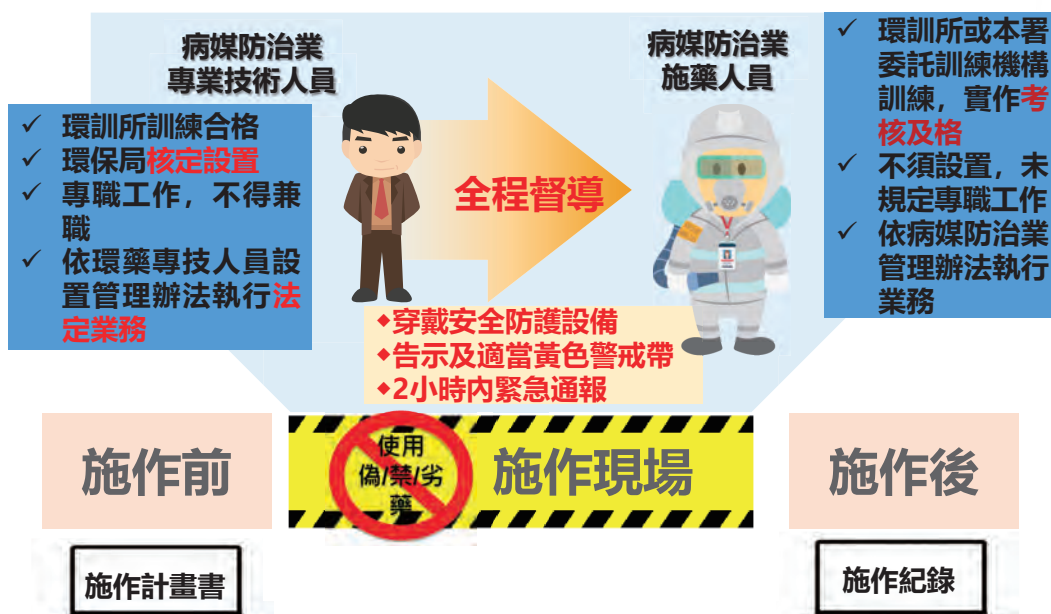 病媒防治業
專業技術人員
✓ 環訓所訓練合格
✓ 環保局核定設置
✓ 專職工作，不得兼
職
✓ 依環藥專技人員設
置管理辦法執行法
定業務
全程督導
病媒防治業
施藥人員
✓ 環訓所或本署
委託訓練機構
訓練，實作考
核及格
✓ 不須設置，未
規定專職工作
✓ 依病媒防治業
管理辦法執行
業務
◆穿戴安全防護設備
◆告示及適當黃色警戒帶
◆2小時內緊急通報
施作前
使用
偽/禁/劣
藥
施作現場
施作後
施作計畫書
施作紀錄